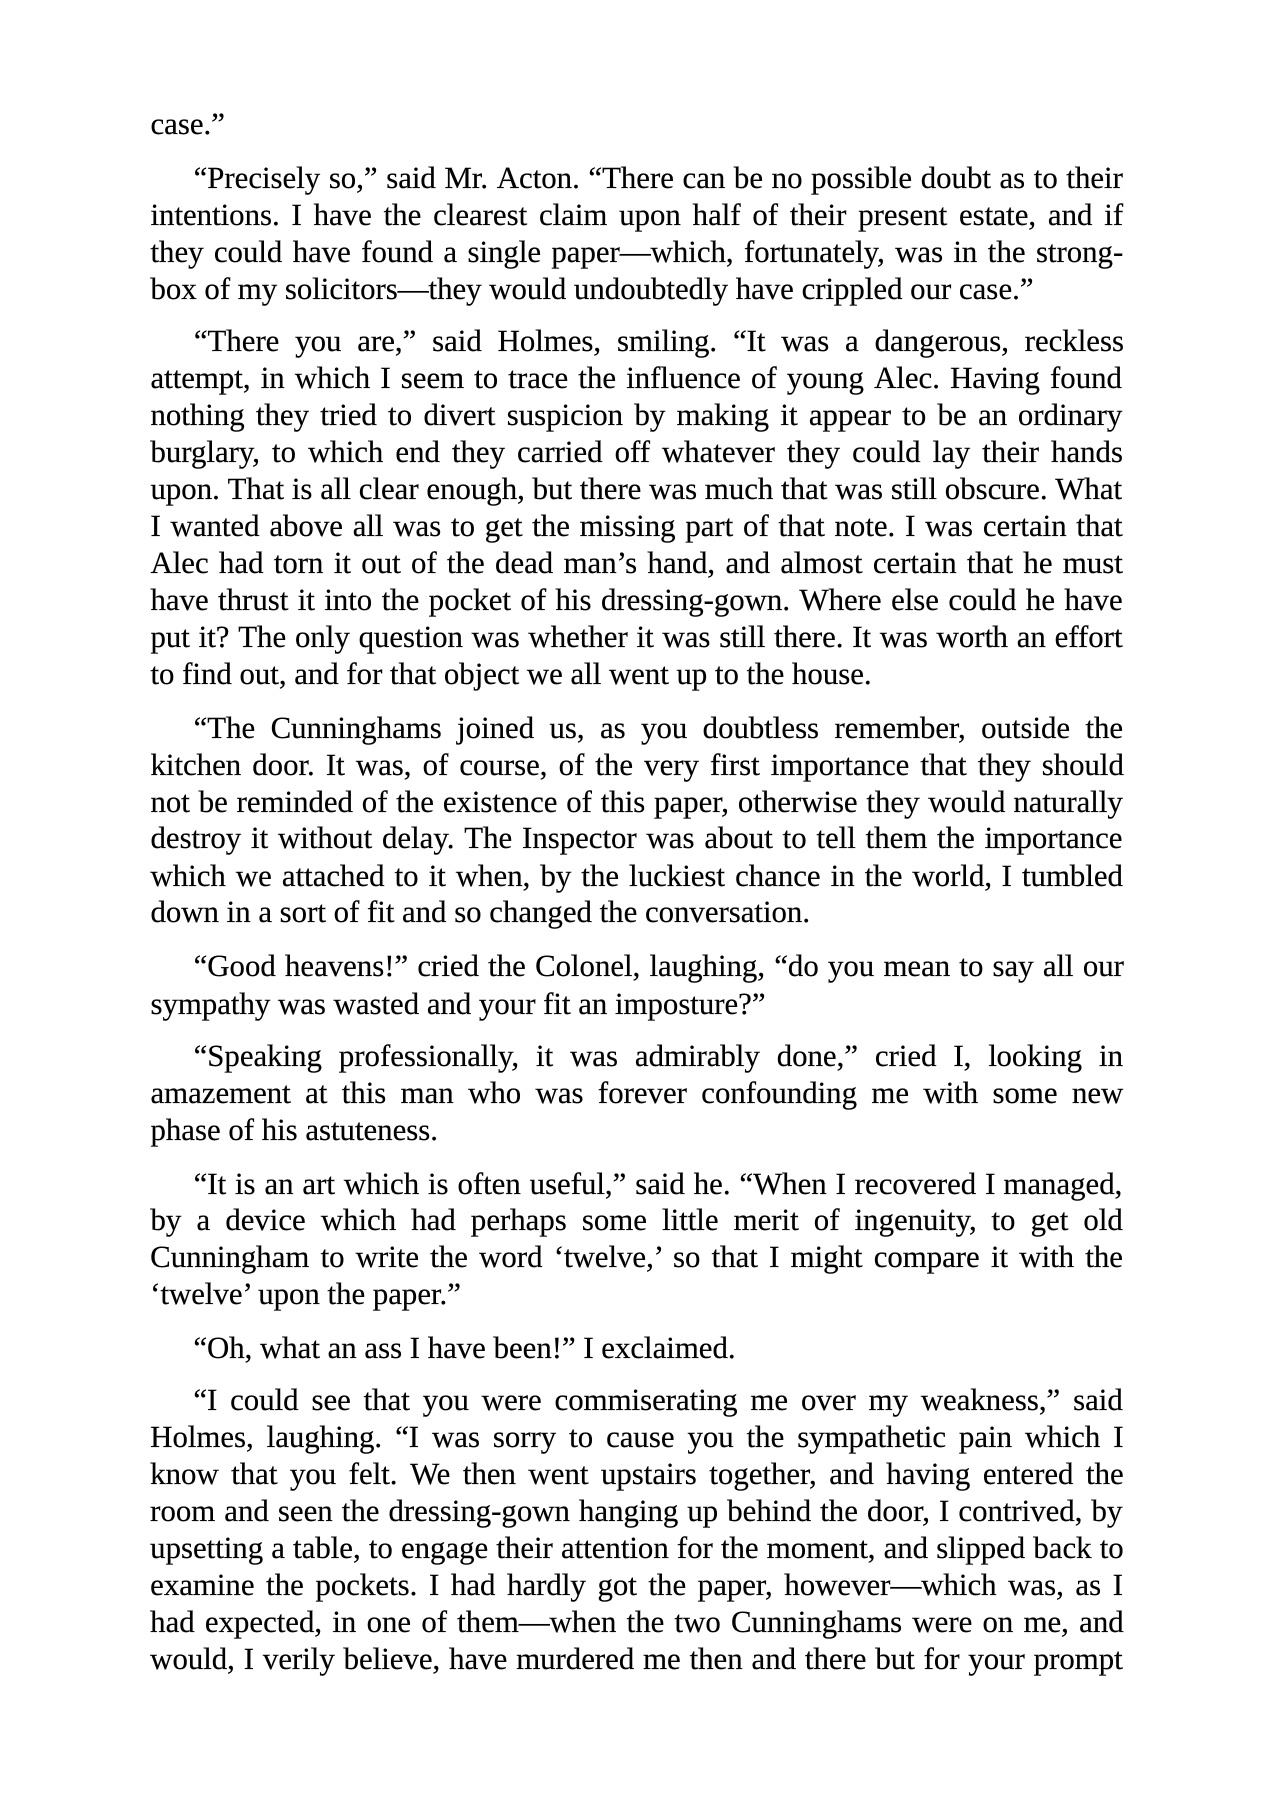 case.”
“Precisely so,” said Mr. Acton. “There can be no possible doubt as to their
intentions. I have the clearest claim upon half of their present estate, and if
they could have found a single paper—which, fortunately, was in the strong-
box of my solicitors—they would undoubtedly have crippled our case.”
“There you are,” said Holmes, smiling. “It was a dangerous, reckless
attempt, in which I seem to trace the influence of young Alec. Having found
nothing they tried to divert suspicion by making it appear to be an ordinary
burglary, to which end they carried off whatever they could lay their hands
upon. That is all clear enough, but there was much that was still obscure. What
I wanted above all was to get the missing part of that note. I was certain that
Alec had torn it out of the dead man’s hand, and almost certain that he must
have thrust it into the pocket of his dressing-gown. Where else could he have
put it? The only question was whether it was still there. It was worth an effort
to find out, and for that object we all went up to the house.
“The Cunninghams joined us, as you doubtless remember, outside the
kitchen door. It was, of course, of the very first importance that they should
not be reminded of the existence of this paper, otherwise they would naturally
destroy it without delay. The Inspector was about to tell them the importance
which we attached to it when, by the luckiest chance in the world, I tumbled
down in a sort of fit and so changed the conversation.
“Good heavens!” cried the Colonel, laughing, “do you mean to say all our
sympathy was wasted and your fit an imposture?”
“Speaking professionally, it was admirably done,” cried I, looking in
amazement at this man who was forever confounding me with some new
phase of his astuteness.
“It is an art which is often useful,” said he. “When I recovered I managed,
by a device which had perhaps some little merit of ingenuity, to get old
Cunningham to write the word ‘twelve,’ so that I might compare it with the
‘twelve’ upon the paper.”
“Oh, what an ass I have been!” I exclaimed.
“I could see that you were commiserating me over my weakness,” said
Holmes, laughing. “I was sorry to cause you the sympathetic pain which I
know that you felt. We then went upstairs together, and having entered the
room and seen the dressing-gown hanging up behind the door, I contrived, by
upsetting a table, to engage their attention for the moment, and slipped back to
examine the pockets. I had hardly got the paper, however—which was, as I
had expected, in one of them—when the two Cunninghams were on me, and
would, I verily believe, have murdered me then and there but for your prompt